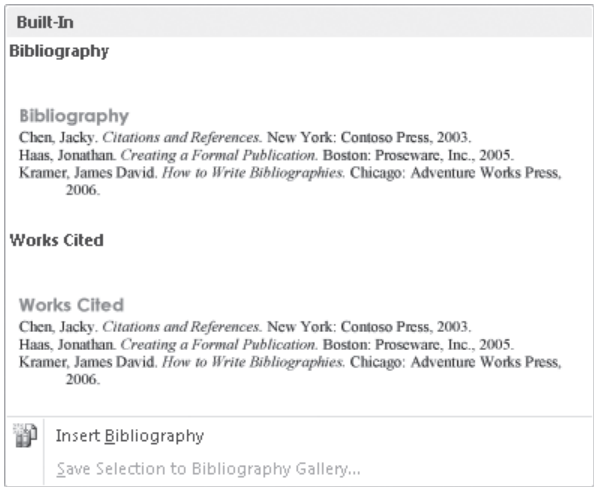 Built-In
Bibliography
Bibliography
Chen, Jacky. Citations and References. New York: Contoso Press, 2003.
Haas, Jonathan. Creating a Formal Publication. Boston: Proseware, Inc., 2005.
Kramer, James David. How to Write Bibliographies. Chicago: Adventure Works Press,
2006.
Works Cited
Works Cited
Chen, Jacky. Citations and References. New York: Contoso Press, 2003.
Haas, Jonathan. Creating a Formal Publication. Boston: Proseware, Inc., 2005.
Kramer, James David. How to Write Bibliographies. Chicago: Adventure Works Press,
2006.
Insert Bibliography
Save Selection to Bibliography Gallery...